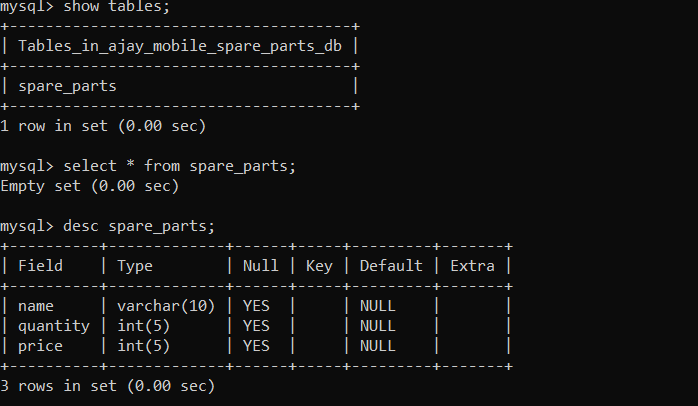 mysql> show tables;
+-----------------------------------+
| Tables_in_ajay_mobile_spare_parts_db |
+-----------------------------------+
| spare_parts                       |
+-----------------------------------+
1 row in set (0.00 sec)
mysql> select * from spare_parts;
Empty set (0.00 sec)
mysql> desc spare_parts;
+----------+-------------+------+-----+---------+-------+
| Field    | Type        | Null | Key | Default | Extra |
+----------+-------------+------+-----+---------+-------+
| name     | varchar(10) | YES  |     | NULL    |       |
| quantity | int(5)      | YES  |     | NULL    |       |
| price    | int(5)      | YES  |     | NULL    |       |
+----------+-------------+------+-----+---------+-------+
3 rows in set (0.00 sec)